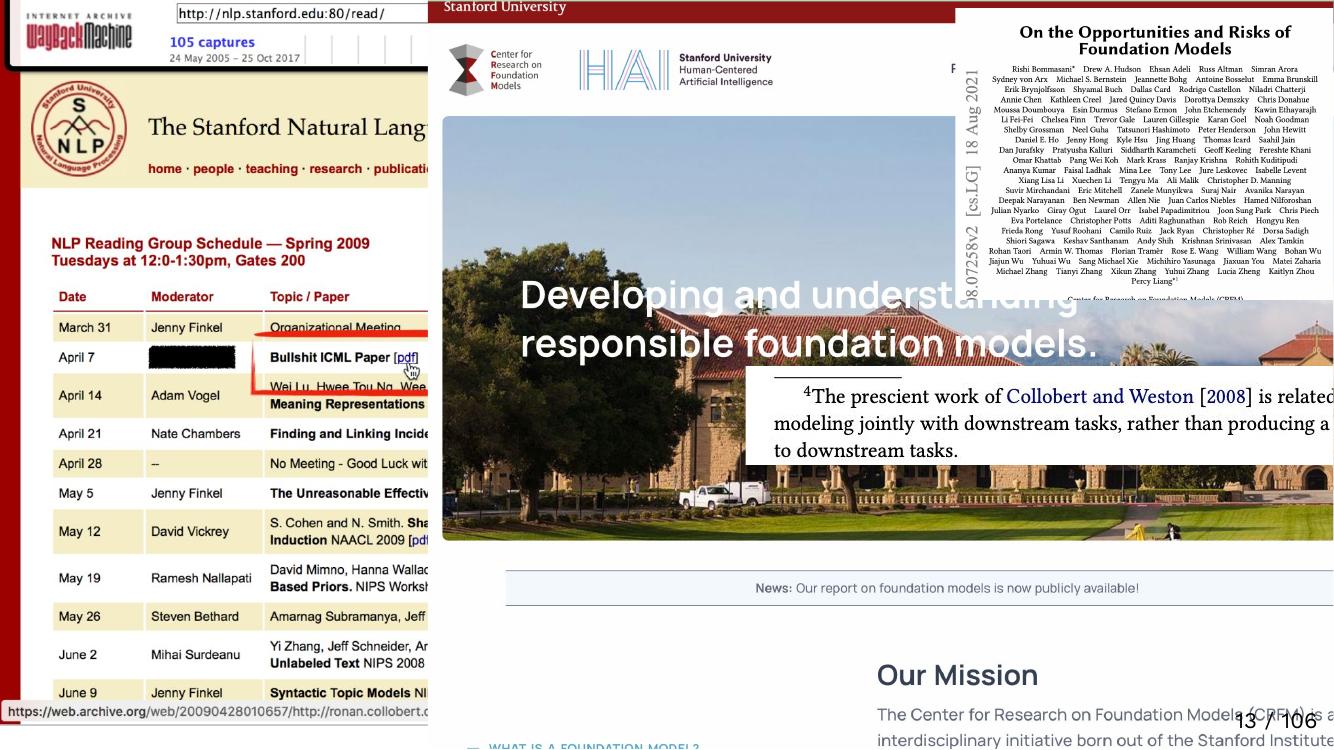 INTERNET ARCHIVE
WayBackMachine
http://nlp.stanford.edu:80/read/
105 captures
24 May 2005 – 25 Oct 2017
S
NLP
The Stanford Natural Lang
home · people · teaching · research · publicati
NLP Reading Group Schedule — Spring 2009
Tuesdays at 12:0-1:30pm, Gates 200
Date Moderator Topic / Paper
March 31 Jenny Finkel Organizational Meeting
April 7 Bullshit ICML Paper [pdf]
April 14 Adam Vogel Wei Lu, Hwee Tou Ng, Wee
Meaning Representations
April 21 Nate Chambers Finding and Linking Incide
April 28 -- No Meeting - Good Luck wit
May 5 Jenny Finkel The Unreasonable Effectiv
May 12 David Vickrey S. Cohen and N. Smith. Sha
Induction NAACL 2009 [pdf
May 19 Ramesh Nallapati David Mimno, Hanna Wallac
Based Priors. NIPS Worksh
May 26 Steven Bethard Amarnag Subramanya, Jeff
June 2 Mihai Surdeanu Yi Zhang, Jeff Schneider, Ar
Unlabeled Text NIPS 2008
June 9 Jenny Finkel Syntactic Topic Models NI
https://web.archive.org/web/20090428010657/http://ronan.collobert.c
Stanford University
Center for
Research on
Foundation
Models
HAI
Stanford University
Human-Centered
Artificial Intelligence
On the Opportunities and Risks of
Foundation Models
Rishi Bommasani* Drew A. Hudson Ehsan Adeli Russ Altman Simran Arora
Sydney von Arx Michael S. Bernstein Jeannette Bohg Antoine Bosselut Emma Brunskill
Erik Brynjolfsson Shyamal Buch Dallas Card Rodrigo Castellon Niladri Chatterji
Annie Chen Kathleen Creel Jared Quincy Davis Dorottya Demszky Chris Donahue
Moussa Doumbouya Esin Durmus Stefano Ermon John Etchemendy Kawin Ethayarajh
Li Fei-Fei Chelsea Finn Trevor Gale Lauren Gillespie Karan Goel Noah Goodman
Shelby Grossman Neel Guha Tatsunori Hashimoto Peter Henderson John Hewitt
Daniel E. Ho Jenny Hong Kyle Hsu Jing Huang Thomas Icard Saahil Jain
Dan Jurafsky Pratyusha Kalluri Siddharth Karamcheti Geoff Keeling Fereshte Khani
Omar Khattab Pang Wei Koh Mark Krass Ranjay Krishna Rohith Kuditipudi
Ananya Kumar Faisal Ladhak Mina Lee Tony Lee Jure Leskovec Isabelle Levent
Xiang Lisa Li Xuechen Li Tengyu Ma Ali Malik Christopher D. Manning
Suvir Mirchandani Eric Mitchell Zanele Munyikwa Suraj Nair Avanika Narayan
Deepak Narayanan Ben Newman Allen Nie Juan Carlos Niebles Hamed Nilforoshan
Julian Nyarko Giray Ogut Laurel Orr Isabel Papadimitriou Joon Sung Park Chris Piech
Eva Portelance Christopher Potts Aditi Raghunathan Rob Reich Hongyu Ren
Frieda Rong Yusuf Roohani Camilo Ruiz Jack Ryan Christopher Ré Dorsa Sadigh
Shiori Sagawa Keshav Santhanam Andy Shih Krishnan Srinivasan Alex Tamkin
Rohan Taori Armin W. Thomas Florian Tramèr Rose E. Wang William Wang Bohan Wu
Jiajun Wu Yuhuai Wu Sang Michael Xie Michihiro Yasunaga Jiaxuan You Matei Zaharia
Michael Zhang Tianyi Zhang Xikun Zhang Yuhui Zhang Lucia Zheng Kaitlyn Zhou
Percy Liang*¹
Center for Research on Foundation Models (CRFM)
08.07258v2 [cs.LG] 18 Aug 2021
Developing and understanding
responsible foundation models.
⁴The prescient work of Collobert and Weston [2008] is related
modeling jointly with downstream tasks, rather than producing a
to downstream tasks.
News: Our report on foundation models is now publicly available!
Our Mission
The Center for Research on Foundation Models (CRFM) is a
interdisciplinary initiative born out of the Stanford Institute
WHAT IS A FOUNDATION MODEL?
13 / 106